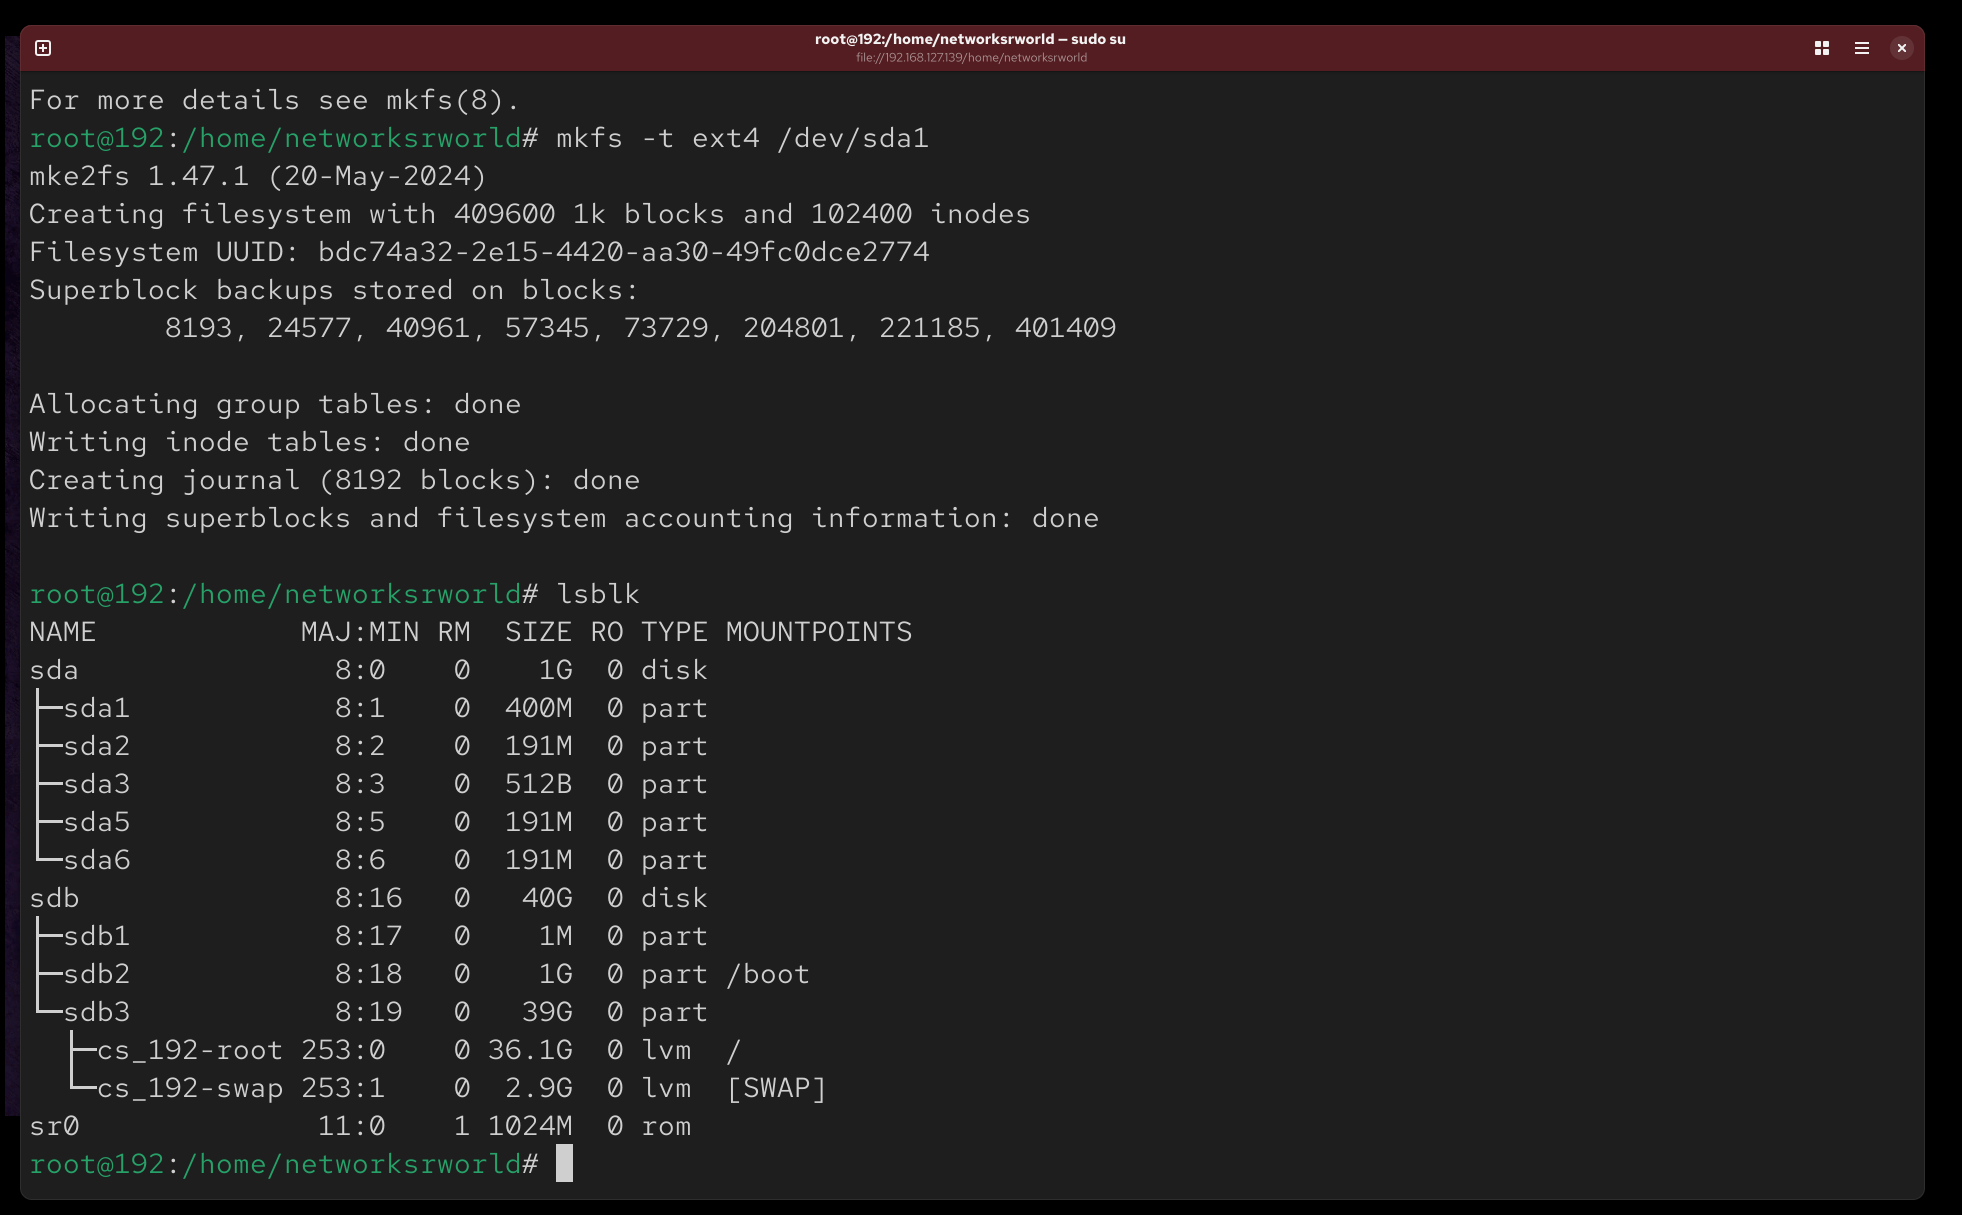 root@192:/home/networksrworld — sudo su
file://192.168.127.139/home/networksrworld
For more details see mkfs(8).
root@192:/home/networksrworld# mkfs -t ext4 /dev/sda1
mke2fs 1.47.1 (20-May-2024)
Creating filesystem with 409600 1k blocks and 102400 inodes
Filesystem UUID: bdc74a32-2e15-4420-aa30-49fc0dce2774
Superblock backups stored on blocks:
        8193, 24577, 40961, 57345, 73729, 204801, 221185, 401409
Allocating group tables: done
Writing inode tables: done
Creating journal (8192 blocks): done
Writing superblocks and filesystem accounting information: done
root@192:/home/networksrworld# lsblk
NAME            MAJ:MIN RM  SIZE RO TYPE MOUNTPOINTS
sda               8:0    0    1G  0 disk
├─sda1            8:1    0  400M  0 part
├─sda2            8:2    0  191M  0 part
├─sda3            8:3    0  512B  0 part
├─sda5            8:5    0  191M  0 part
└─sda6            8:6    0  191M  0 part
sdb               8:16   0   40G  0 disk
├─sdb1            8:17   0    1M  0 part
├─sdb2            8:18   0    1G  0 part /boot
└─sdb3            8:19   0   39G  0 part
  ├─cs_192-root 253:0    0 36.1G  0 lvm  /
  └─cs_192-swap 253:1    0  2.9G  0 lvm  [SWAP]
sr0              11:0    1 1024M  0 rom
root@192:/home/networksrworld#